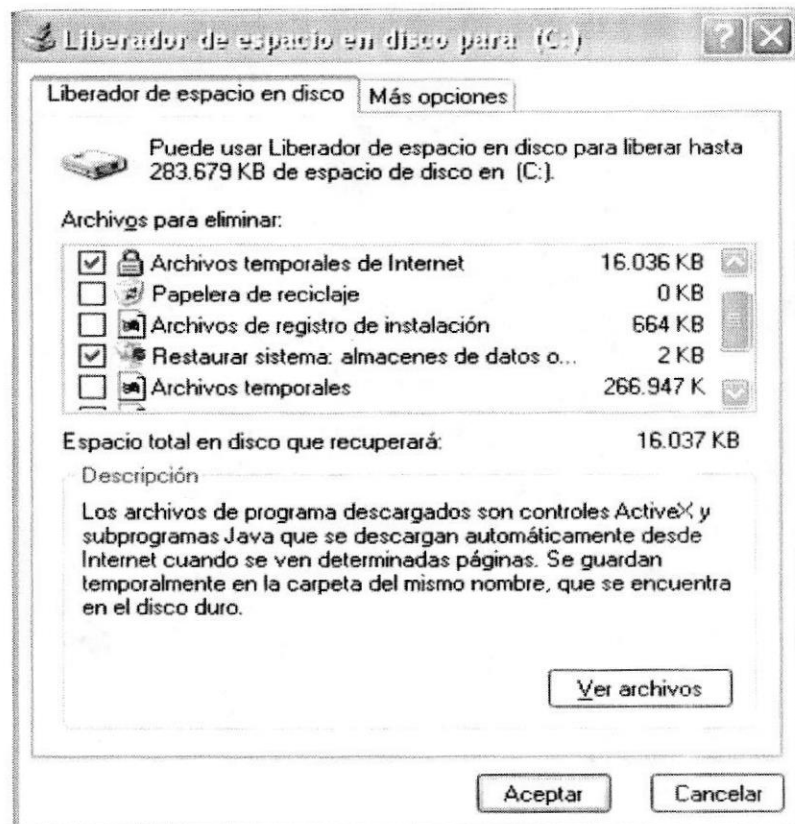 Liberador de espacio en disco para (C:)
Liberador de espacio en disco
Más opciones
Puede usar Liberador de espacio en disco para liberar hasta
283.679 KB de espacio de disco en (C:).
Archivos para eliminar:
Archivos temporales de Internet 16.036 KB
Papelera de reciclaje 0 KB
Archivos de registro de instalación 664 KB
Restaurar sistema: almacenes de datos o... 2 KB
Archivos temporales 266.947 K
Espacio total en disco que recuperará: 16.037 KB
Descripción
Los archivos de programa descargados son controles ActiveX y
subprogramas Java que se descargan automáticamente desde
Internet cuando se ven determinadas páginas. Se guardan
temporalmente en la carpeta del mismo nombre, que se encuentra
en el disco duro.
Ver archivos
Aceptar Cancelar